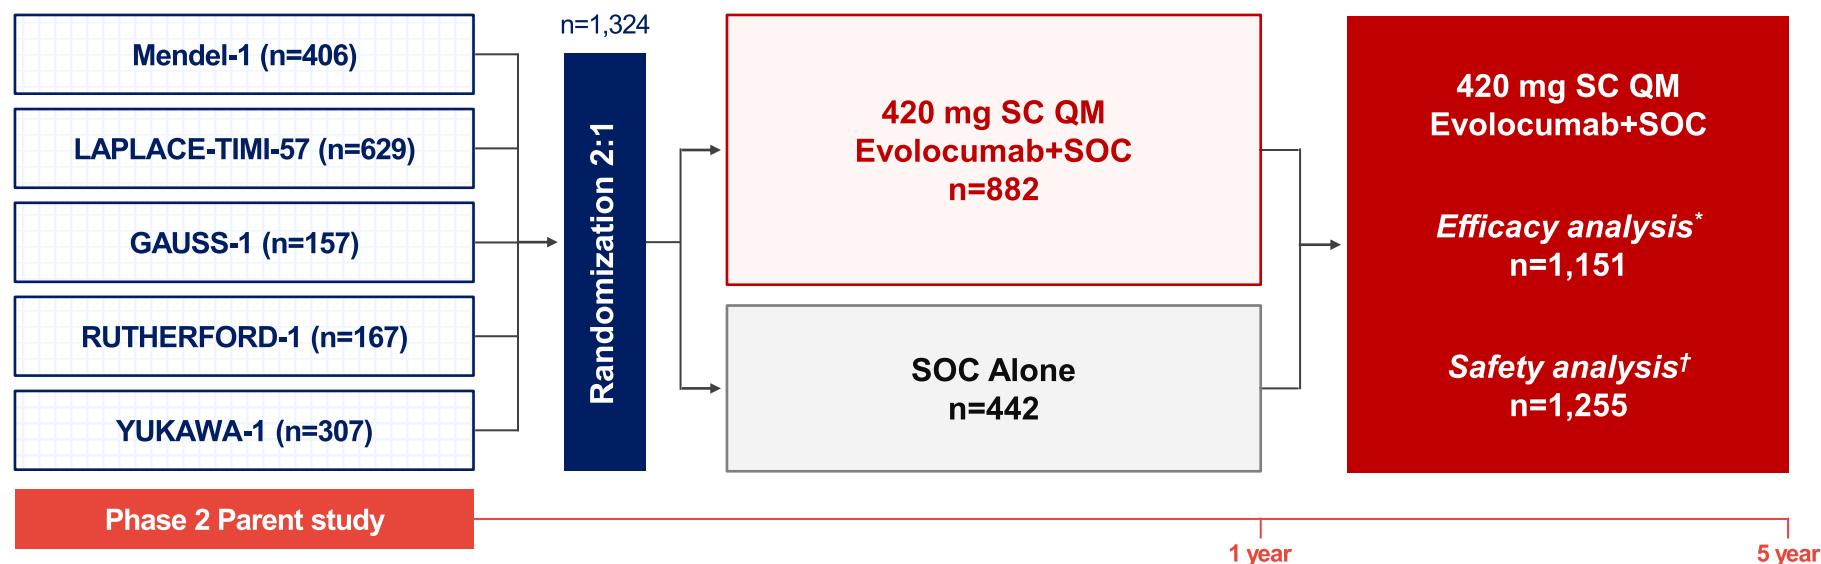 Mendel-1 (n=406)
LAPLACE-TIMI-57 (n=629)
GAUSS-1 (n=157)
RUTHERFORD-1 (n=167)
YUKAWA-1 (n=307)
Phase 2 Parent study
n=1,324
Randomization 2:1
420 mg SC QM
Evolocumab+SOC
n=882
SOC Alone
n=442
420 mg SC QM
Evolocumab+SOC
Efficacy analysis*
n=1,151
Safety analysis†
n=1,255
1 year
5 year